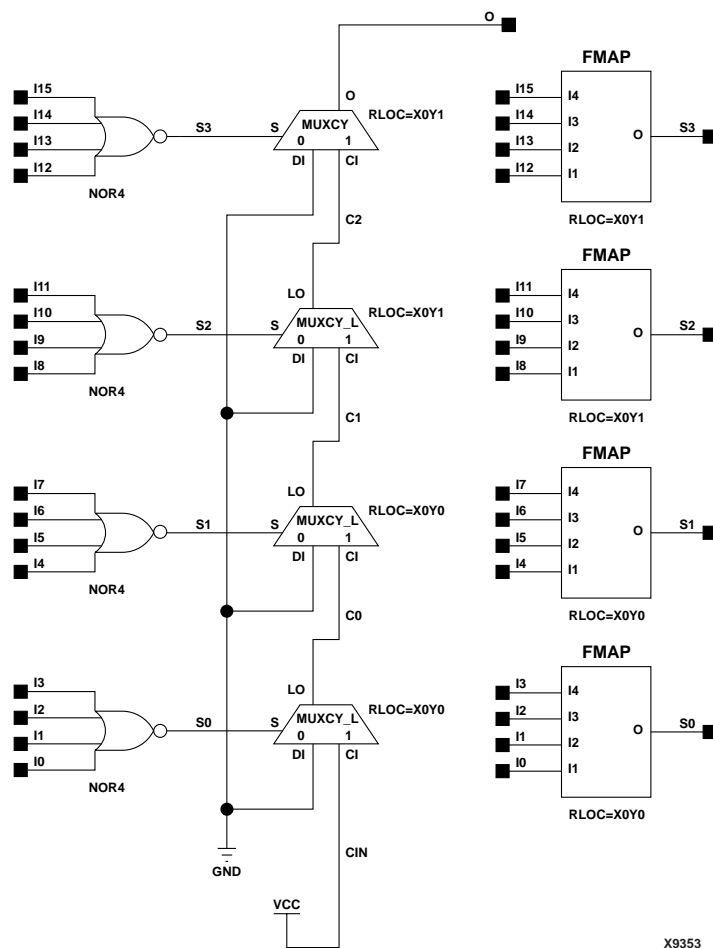 O
FMAP
I15
I14
I13
I12
NOR4
S3
S
O
MUXCY
0 1
DI CI
RLOC=X0Y1
I15
I14
I13
I12
I4
I3
I2
I1
O
S3
RLOC=X0Y1
C2
FMAP
I11
I10
I9
I8
NOR4
S2
S
LO
MUXCY_L
0 1
DI CI
RLOC=X0Y1
I11
I10
I9
I8
I4
I3
I2
I1
O
S2
RLOC=X0Y1
C1
FMAP
I7
I6
I5
I4
NOR4
S1
S
LO
MUXCY_L
0 1
DI CI
RLOC=X0Y0
I7
I6
I5
I4
I4
I3
I2
I1
O
S1
RLOC=X0Y0
C0
FMAP
I3
I2
I1
I0
NOR4
S0
S
LO
MUXCY_L
0 1
DI CI
RLOC=X0Y0
I3
I2
I1
I0
I4
I3
I2
I1
O
S0
RLOC=X0Y0
CIN
GND
VCC
X9353